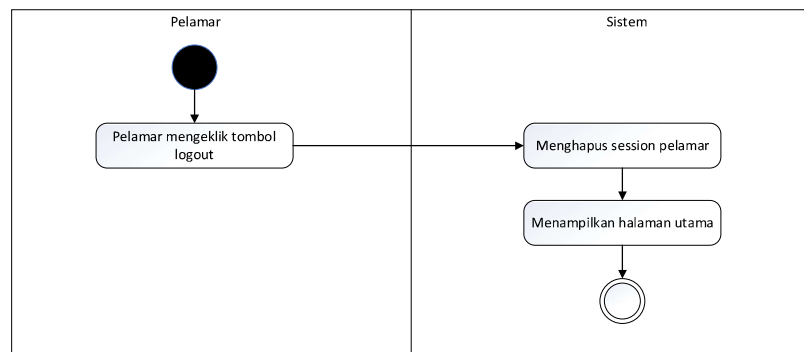 Pelamar
Sistem
Pelamar mengeklik tombol
logout
Menghapus session pelamar
Menampilkan halaman utama